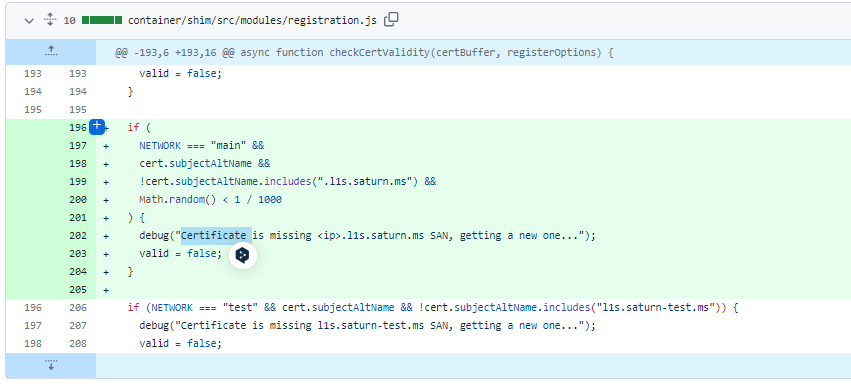 10 container/shim/src/modules/registration.js
@@ -193,6 +193,16 @@ async function checkCertValidity(certBuffer, registerOptions) {
193 193 valid = false;
194 194 }
195 195
196 + if (
197 + NETWORK === "main" &&
198 + cert.subjectAltName &&
199 + !cert.subjectAltName.includes(".l1s.saturn.ms") &&
200 + Math.random() < 1 / 1000
201 + ) {
202 + debug("Certificate is missing <ip>.l1s.saturn.ms SAN, getting a new one...");
203 + valid = false;
204 + }
205 +
196 206 if (NETWORK === "test" && cert.subjectAltName && !cert.subjectAltName.includes("l1s.saturn-test.ms")) {
197 207 debug("Certificate is missing l1s.saturn-test.ms SAN, getting a new one...");
198 208 valid = false;